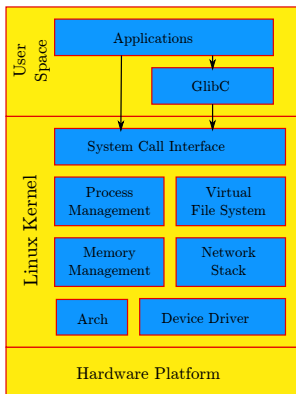 User
Space
Applications
GlibC
Linux Kernel
System Call Interface
Process
Management
Virtual
File System
Memory
Management
Network
Stack
Arch
Device Driver
Hardware Platform